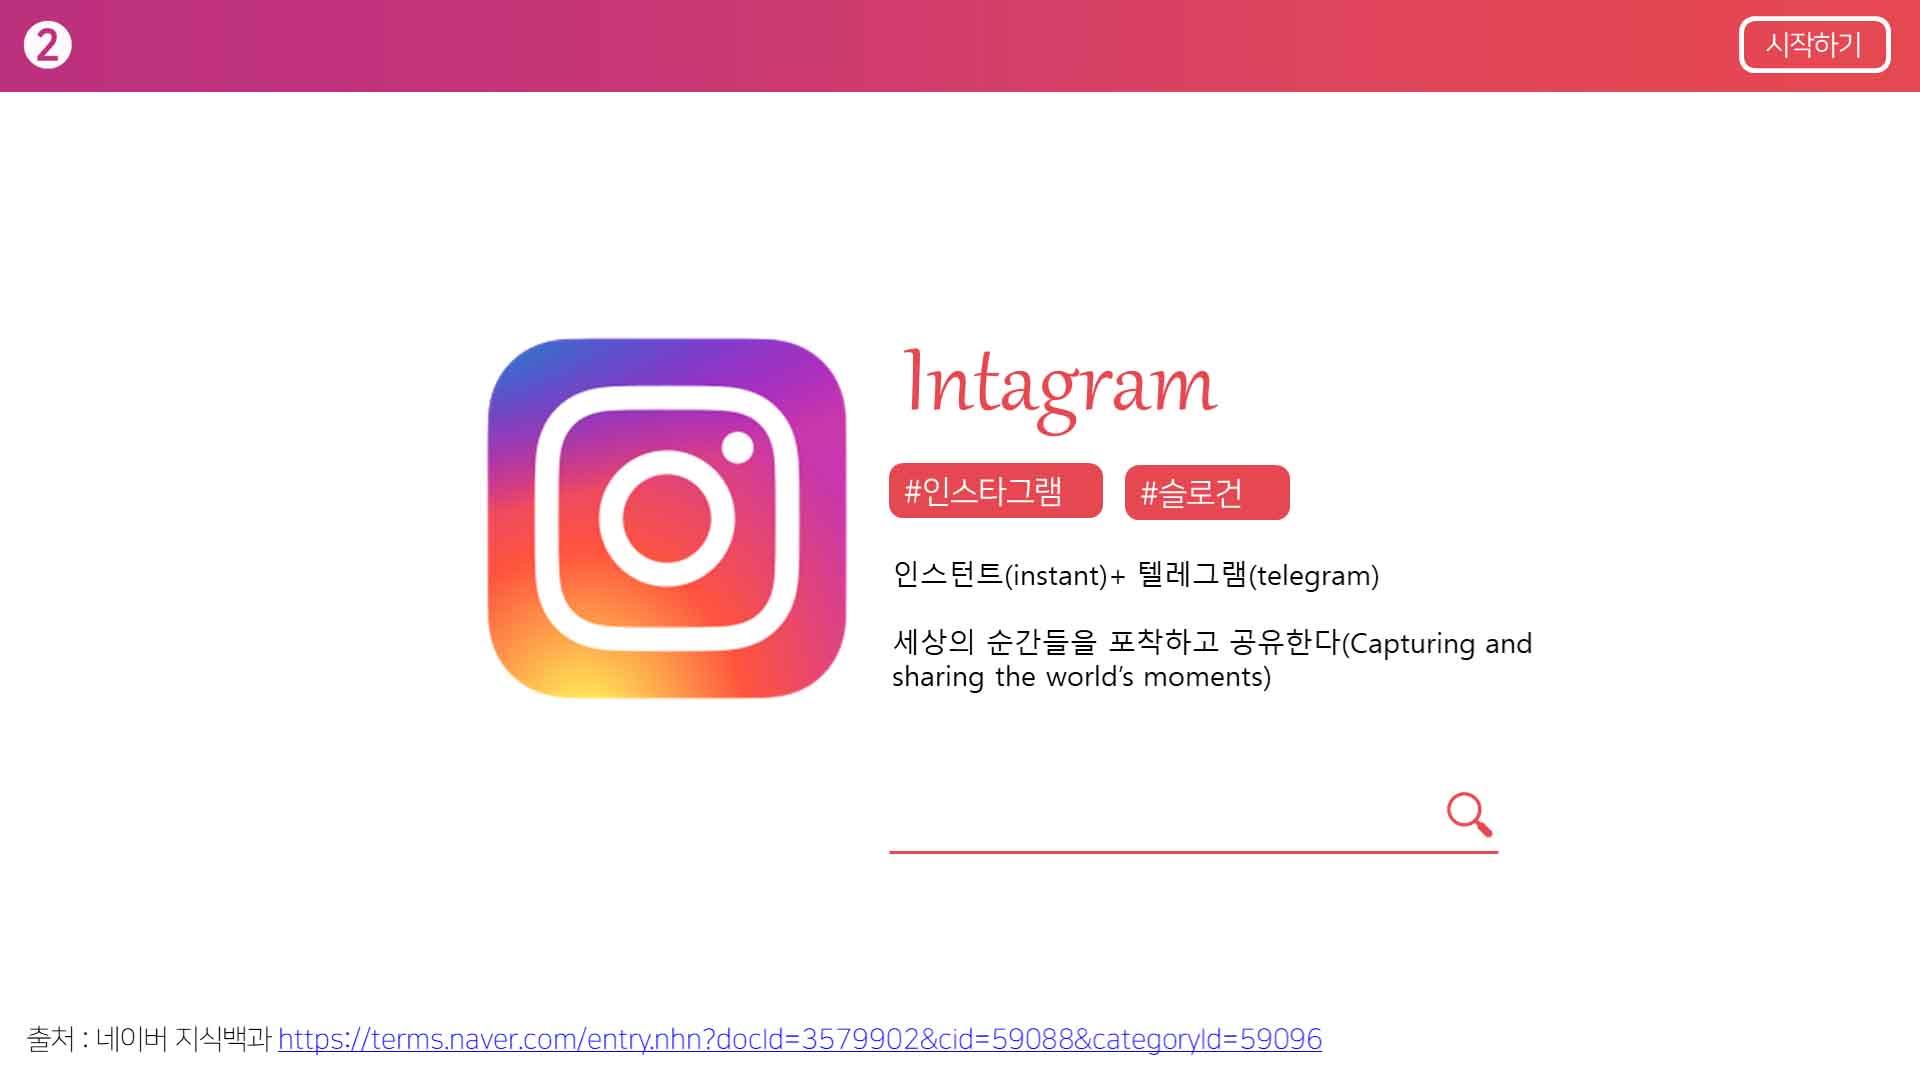 2
시작하기
Intagram
#인스타그램 #슬로건
인스턴트(instant)+ 텔레그램(telegram)
세상의 순간들을 포착하고 공유한다(Capturing and
sharing the world’s moments)
출처 : 네이버 지식백과 https://terms.naver.com/entry.nhn?docId=3579902&cid=59088&categoryId=59096